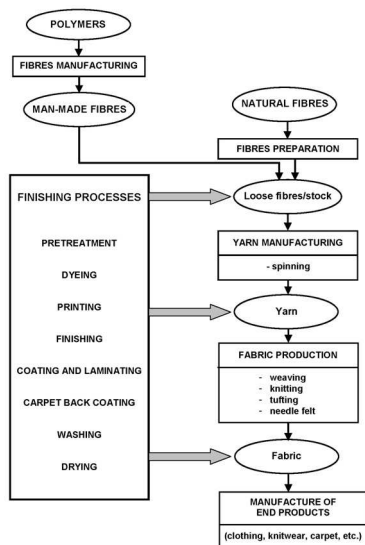 POLYMERS
FIBRES MANUFACTURING
MAN-MADE FIBRES
NATURAL FIBRES
FIBRES PREPARATION
FINISHING PROCESSES
PRETREATMENT
DYEING
PRINTING
FINISHING
COATING AND LAMINATING
CARPET BACK COATING
WASHING
DRYING
Loose fibres/stock
YARN MANUFACTURING
- spinning
Yarn
FABRIC PRODUCTION
- weaving
- knitting
- tufting
- needle felt
Fabric
MANUFACTURE OF
END PRODUCTS
(clothing, knitwear, carpet, etc.)